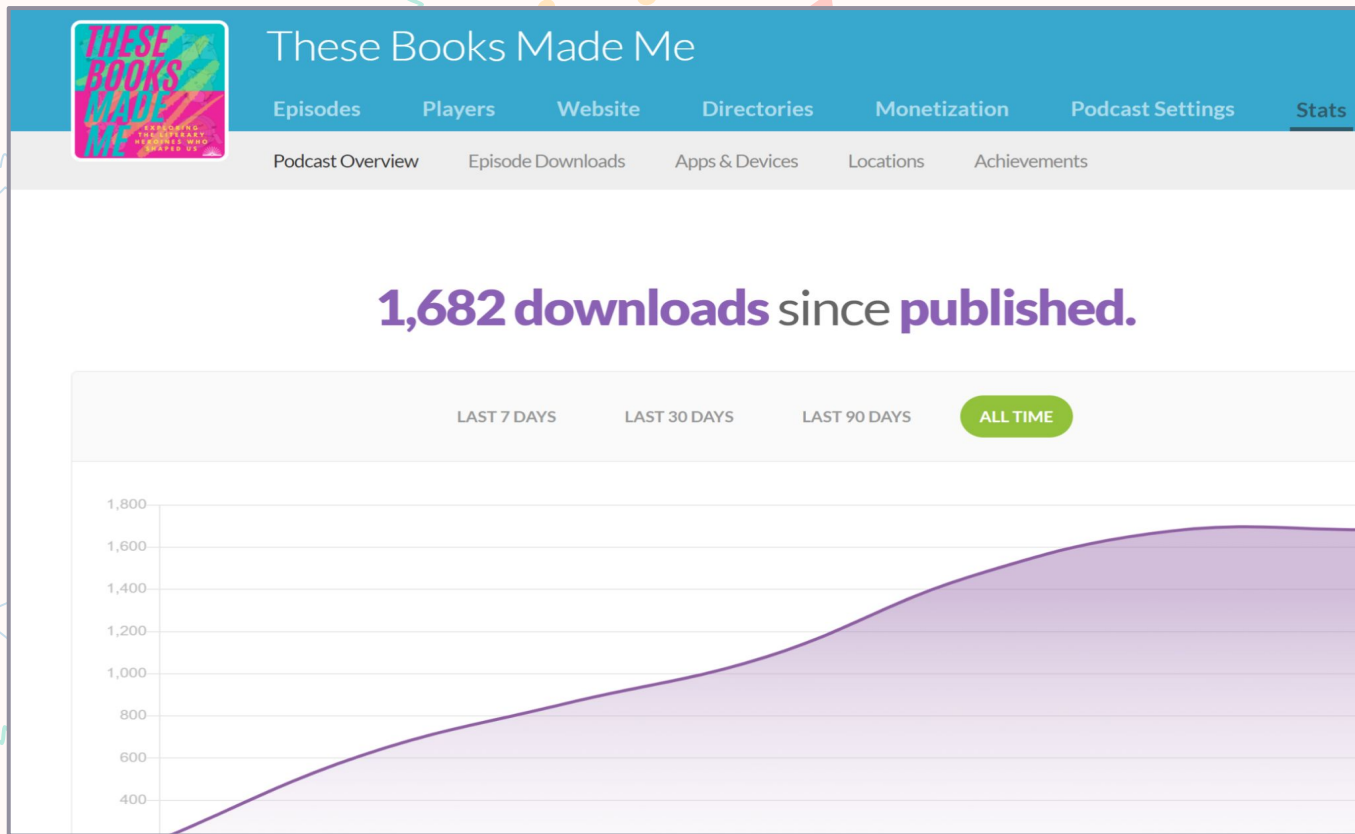 THESE
BOOKS
MADE
ME
EXPLORING
THE LITERARY
HEROINES WHO
SHAPED US
These Books Made Me
Episodes Players Website Directories Monetization Podcast Settings Stats
Podcast Overview Episode Downloads Apps & Devices Locations Achievements
1,682 downloads since published.
LAST 7 DAYS LAST 30 DAYS LAST 90 DAYS ALL TIME
1,800
1,600
1,400
1,200
1,000
800
600
400